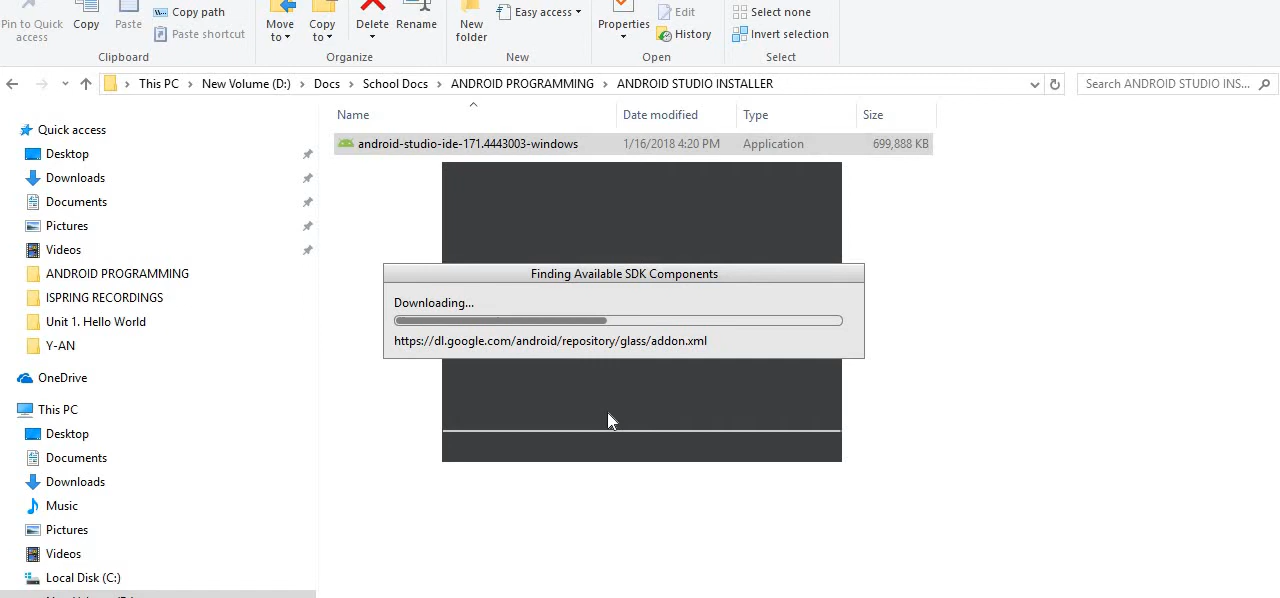 Pin to Quick access
Copy
Paste
Copy path
Paste shortcut
Clipboard
Move to
Copy to
Delete
Rename
Organize
New folder
Easy access
New
Properties
Edit
History
Open
Select none
Invert selection
Select
This PC > New Volume (D:) > Docs > School Docs > ANDROID PROGRAMMING > ANDROID STUDIO INSTALLER
Search ANDROID STUDIO INS...
Name Date modified Type Size
android-studio-ide-171.4443003-windows 1/16/2018 4:20 PM Application 699,888 KB
Quick access
Desktop
Downloads
Documents
Pictures
Videos
ANDROID PROGRAMMING
ISPRING RECORDINGS
Unit 1. Hello World
Y-AN
OneDrive
This PC
Desktop
Documents
Downloads
Music
Pictures
Videos
Local Disk (C:)
Finding Available SDK Components
Downloading...
https://dl.google.com/android/repository/glass/addon.xml